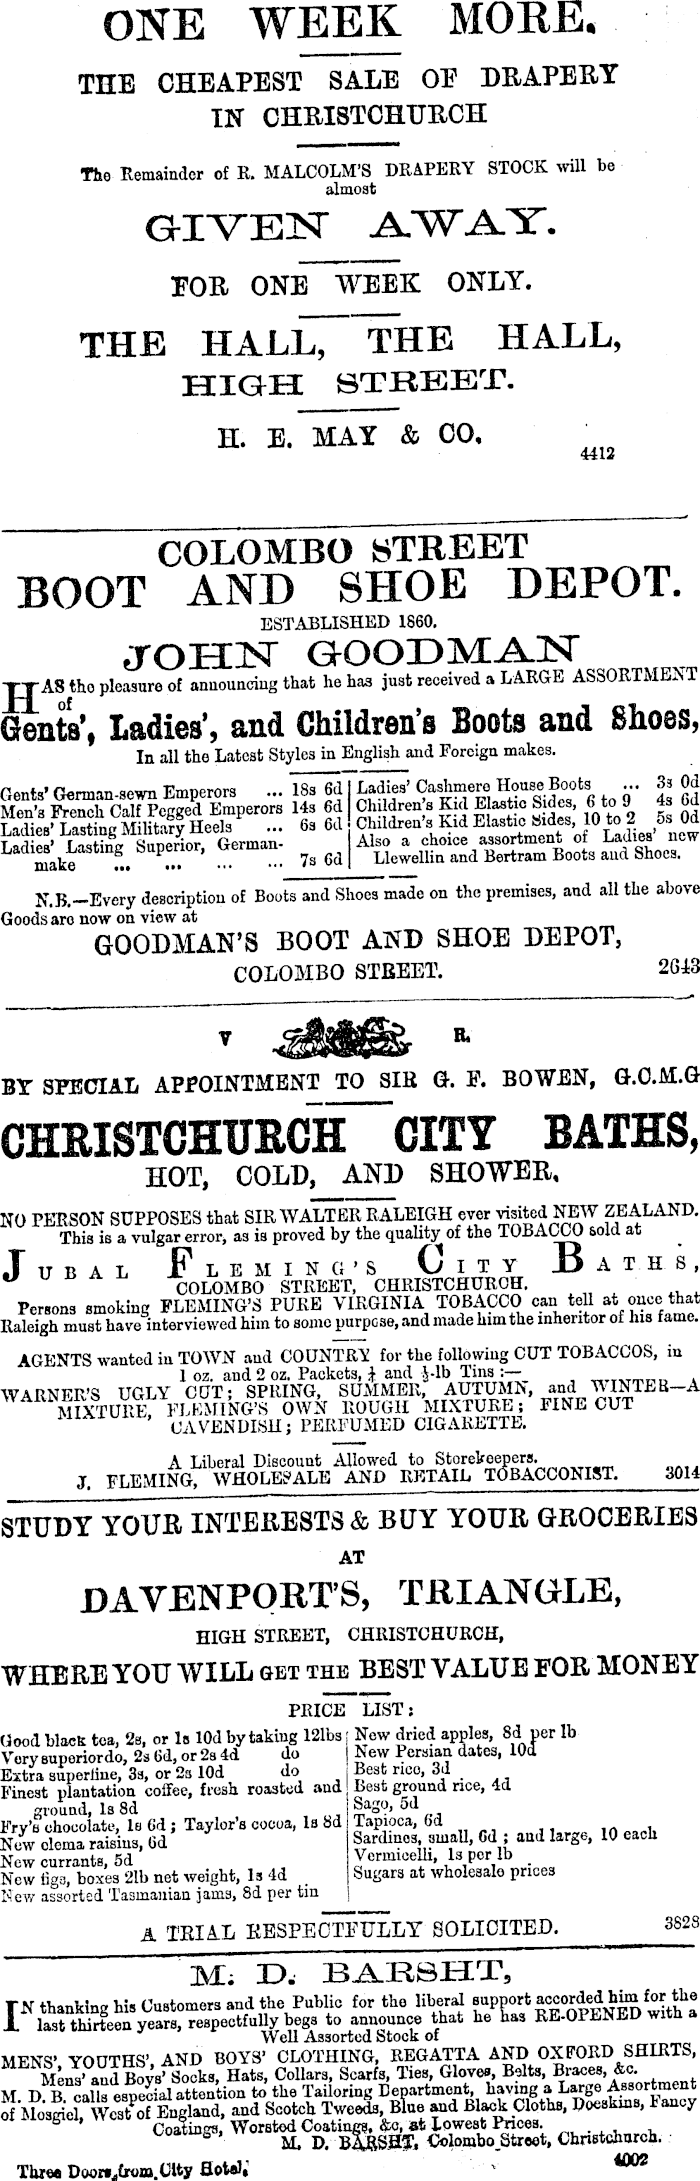 ONE WEEK MORE.
THE CHEAPEST SALE OF DRAPERY
IN CHRISTCHURCH
The Remainder of R. MALCOLM'S DRAPERY STOCK will be
almost
GIVEN AWAY.
FOR ONE WEEK ONLY.
THE HALL, THE HALL,
HIGH STREET.
H. E. MAY & CO.
4412
COLOMBO STREET
BOOT AND SHOE DEPOT.
ESTABLISHED 1860.
JOHN GOODMAN
HAS the pleasure of announcing that he has just received a LARGE ASSORTMENT
of
Gents', Ladies', and Children's Boots and Shoes,
In all the Latest Styles in English and Foreign makes.
Gents' German-sewn Emperors ... 18s 6d
Men's French Calf Pegged Emperors 14s 6d
Ladies' Lasting Military Heels ... 6s 6d
Ladies' Lasting Superior, German-
make ... ... ... ... 7s 6d
Ladies' Cashmere House Boots ... 3s 0d
Children's Kid Elastic Sides, 6 to 9 4s 6d
Children's Kid Elastic Sides, 10 to 2 5s 0d
Also a choice assortment of Ladies' new
Llewellin and Bertram Boots and Shoes.
N.B.—Every description of Boots and Shoes made on the premises, and all the above
Goods are now on view at
GOODMAN'S BOOT AND SHOE DEPOT,
COLOMBO STREET.
2643
V R.
BY SPECIAL APPOINTMENT TO SIR G. F. BOWEN, G.C.M.G
CHRISTCHURCH CITY BATHS,
HOT, COLD, AND SHOWER.
NO PERSON SUPPOSES that SIR WALTER RALEIGH ever visited NEW ZEALAND.
This is a vulgar error, as is proved by the quality of the TOBACCO sold at
JUBAL FLEMING'S CITY BATHS,
COLOMBO STREET, CHRISTCHURCH.
Persons smoking FLEMING'S PURE VIRGINIA TOBACCO can tell at once that
Raleigh must have interviewed him to some purpose, and made him the inheritor of his fame.
AGENTS wanted in TOWN and COUNTRY for the following CUT TOBACCOS, in
1 oz. and 2 oz. Packets, ¼ and ½-lb Tins :—
WARNER'S UGLY CUT; SPRING, SUMMER, AUTUMN, and WINTER—A
MIXTURE, FLEMING'S OWN ROUGH MIXTURE; FINE CUT
CAVENDISH; PERFUMED CIGARETTE.
A Liberal Discount Allowed to Storekeepers.
J. FLEMING, WHOLESALE AND RETAIL TOBACCONIST. 3014
STUDY YOUR INTERESTS & BUY YOUR GROCERIES
AT
DAVENPORT'S, TRIANGLE,
HIGH STREET, CHRISTCHURCH,
WHERE YOU WILL GET THE BEST VALUE FOR MONEY
PRICE LIST:
Good black tea, 2s, or 1s 10d by taking 12lbs
Very superior do, 2s 6d, or 2s 4d do
Extra superfine, 3s, or 2s 10d do
Finest plantation coffee, fresh roasted and
ground, 1s 8d
Fry's chocolate, 1s 6d ; Taylor's cocoa, 1s 8d
New elema raisins, 6d
New currants, 5d
New figs, boxes 2lb net weight, 1s 4d
New assorted Tasmanian jams, 8d per tin
New dried apples, 8d per lb
New Persian dates, 10d
Best rice, 3d
Best ground rice, 4d
Sago, 5d
Tapioca, 6d
Sardines, small, 6d ; and large, 10 each
Vermicelli, 1s per lb
Sugars at wholesale prices
A TRIAL RESPECTFULLY SOLICITED.
3828
M. D. BARSHT,
IN thanking his Customers and the Public for the liberal support accorded him for the
last thirteen years, respectfully begs to announce that he has RE-OPENED with a
Well Assorted Stock of
MENS', YOUTHS', AND BOYS' CLOTHING, REGATTA AND OXFORD SHIRTS,
Mens' and Boys' Socks, Hats, Collars, Scarfs, Ties, Gloves, Belts, Braces, &c.
M. D. B. calls especial attention to the Tailoring Department, having a Large Assortment
of Mosgiel, West of England, and Scotch Tweeds, Blue and Black Cloths, Doeskins, Fancy
Coatings, Worsted Coatings, &c, at Lowest Prices.
M. D. BARSHT, Colombo Street, Christchurch.
Three Doors from City Hotel.
4002